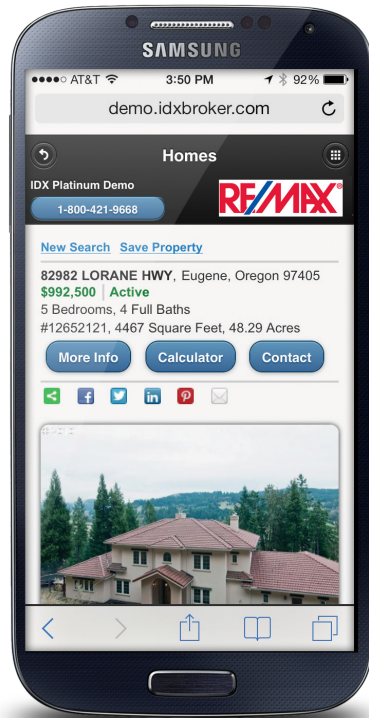 SAMSUNG
AT&T 3:50 PM 92%
demo.idxbroker.com
Homes
IDX Platinum Demo
1-800-421-9668
RE/MAX®
New Search Save Property
82982 LORANE HWY, Eugene, Oregon 97405
$992,500 | Active
5 Bedrooms, 4 Full Baths
#12652121, 4467 Square Feet, 48.29 Acres
More Info Calculator Contact